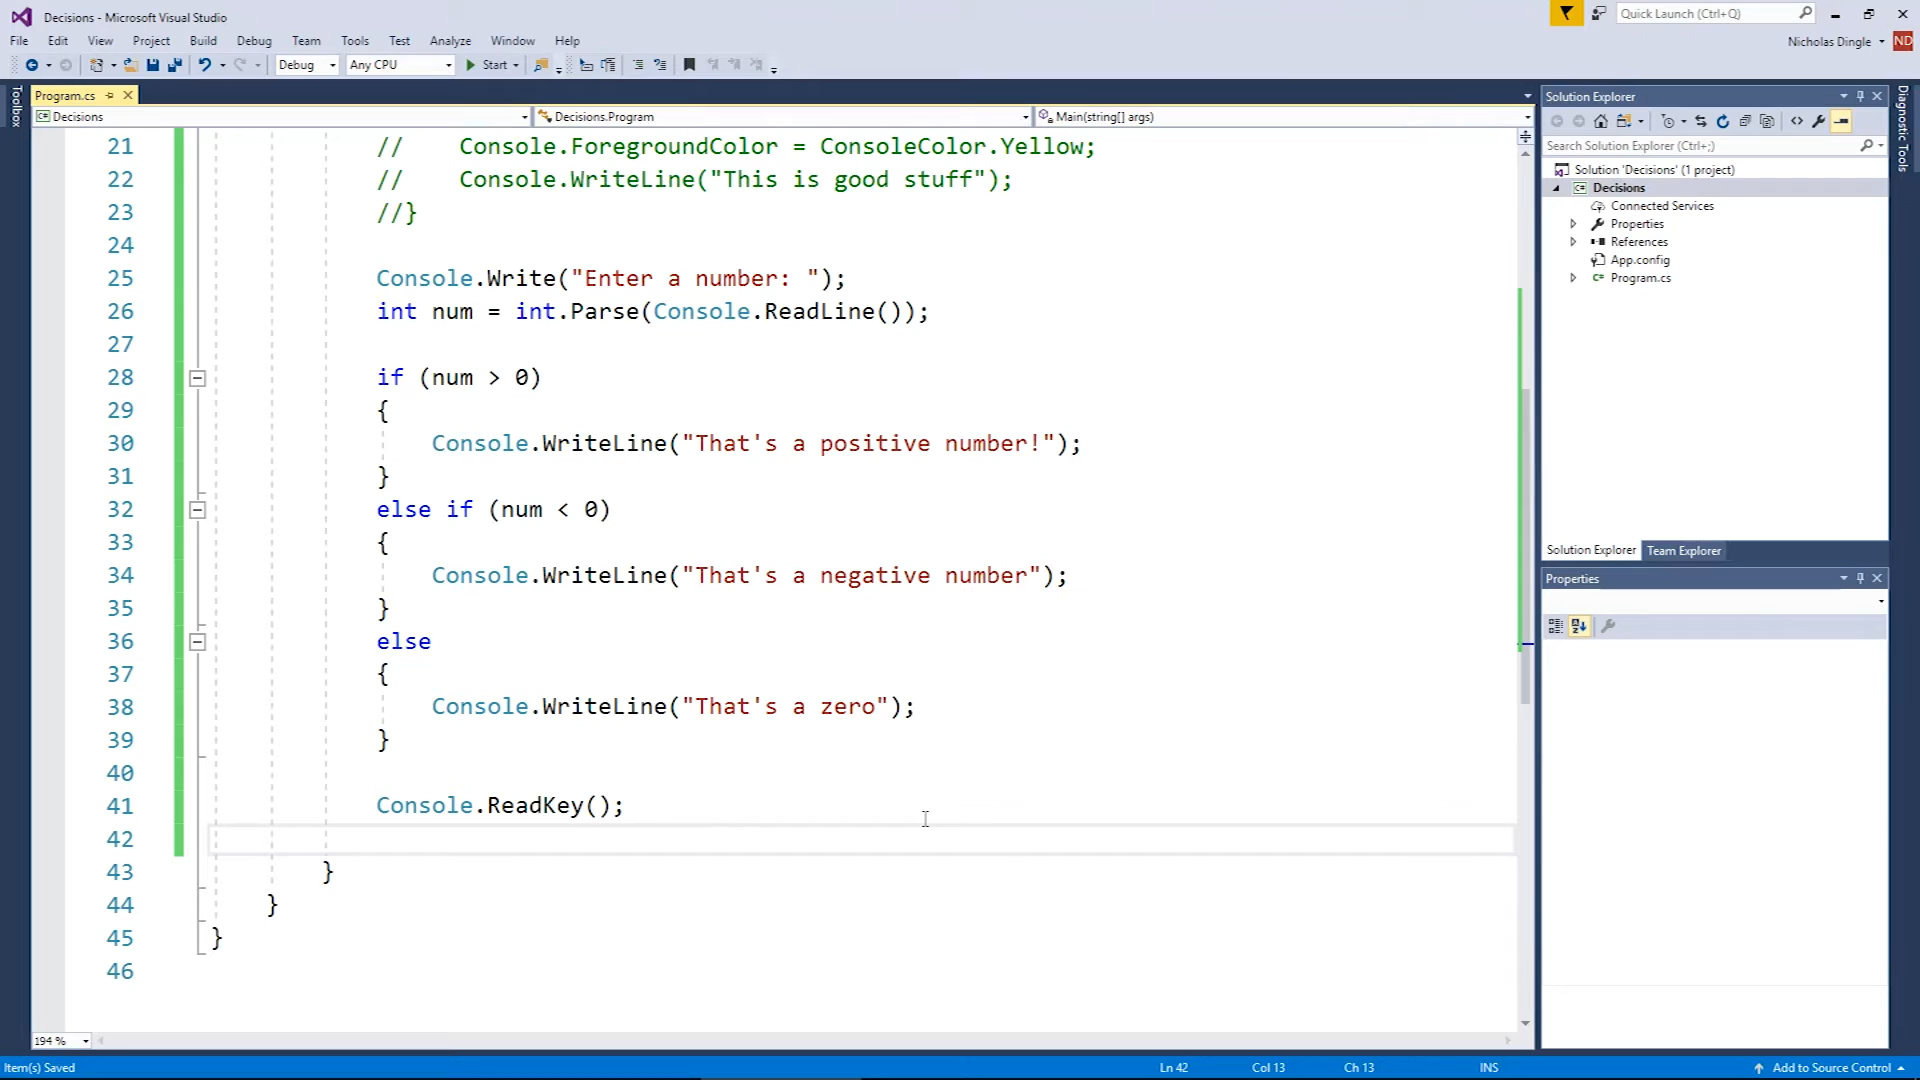 Decisions - Microsoft Visual Studio
Quick Launch (Ctrl+Q)
File Edit View Project Build Debug Team Tools Test Analyze Window Help
Nicholas Dingle ND
Debug Any CPU Start
Toolbox
Program.cs
Decisions Decisions.Program Main(string[] args)
21 // Console.ForegroundColor = ConsoleColor.Yellow;
22 // Console.WriteLine("This is good stuff");
23 //}
24
25 Console.Write("Enter a number: ");
26 int num = int.Parse(Console.ReadLine());
27
28 if (num > 0)
29 {
30 Console.WriteLine("That's a positive number!");
31 }
32 else if (num < 0)
33 {
34 Console.WriteLine("That's a negative number");
35 }
36 else
37 {
38 Console.WriteLine("That's a zero");
39 }
40
41 Console.ReadKey();
42
43 }
44 }
45 }
46
194 %
Solution Explorer
Search Solution Explorer (Ctrl+;)
Solution 'Decisions' (1 project)
C# Decisions
Connected Services
Properties
References
App.config
C# Program.cs
Solution Explorer Team Explorer
Properties
Diagnostic Tools
Item(s) Saved Ln 42 Col 13 Ch 13 INS Add to Source Control